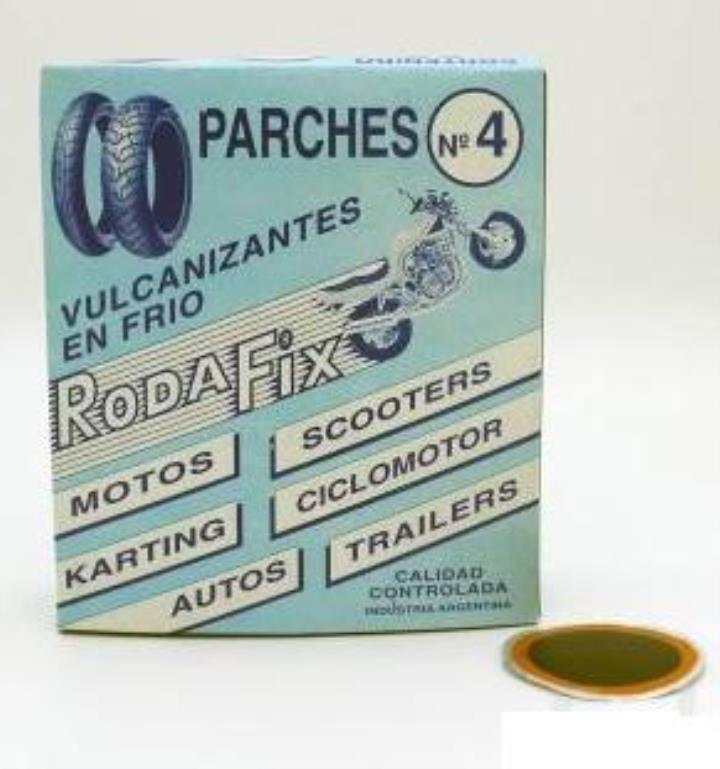 PARCHES Nº 4
VULCANIZANTES
EN FRIO
RODAFIX
MOTOS
SCOOTERS
KARTING
CICLOMOTOR
AUTOS
TRAILERS
CALIDAD
CONTROLADA
INDUSTRIA ARGENTINA